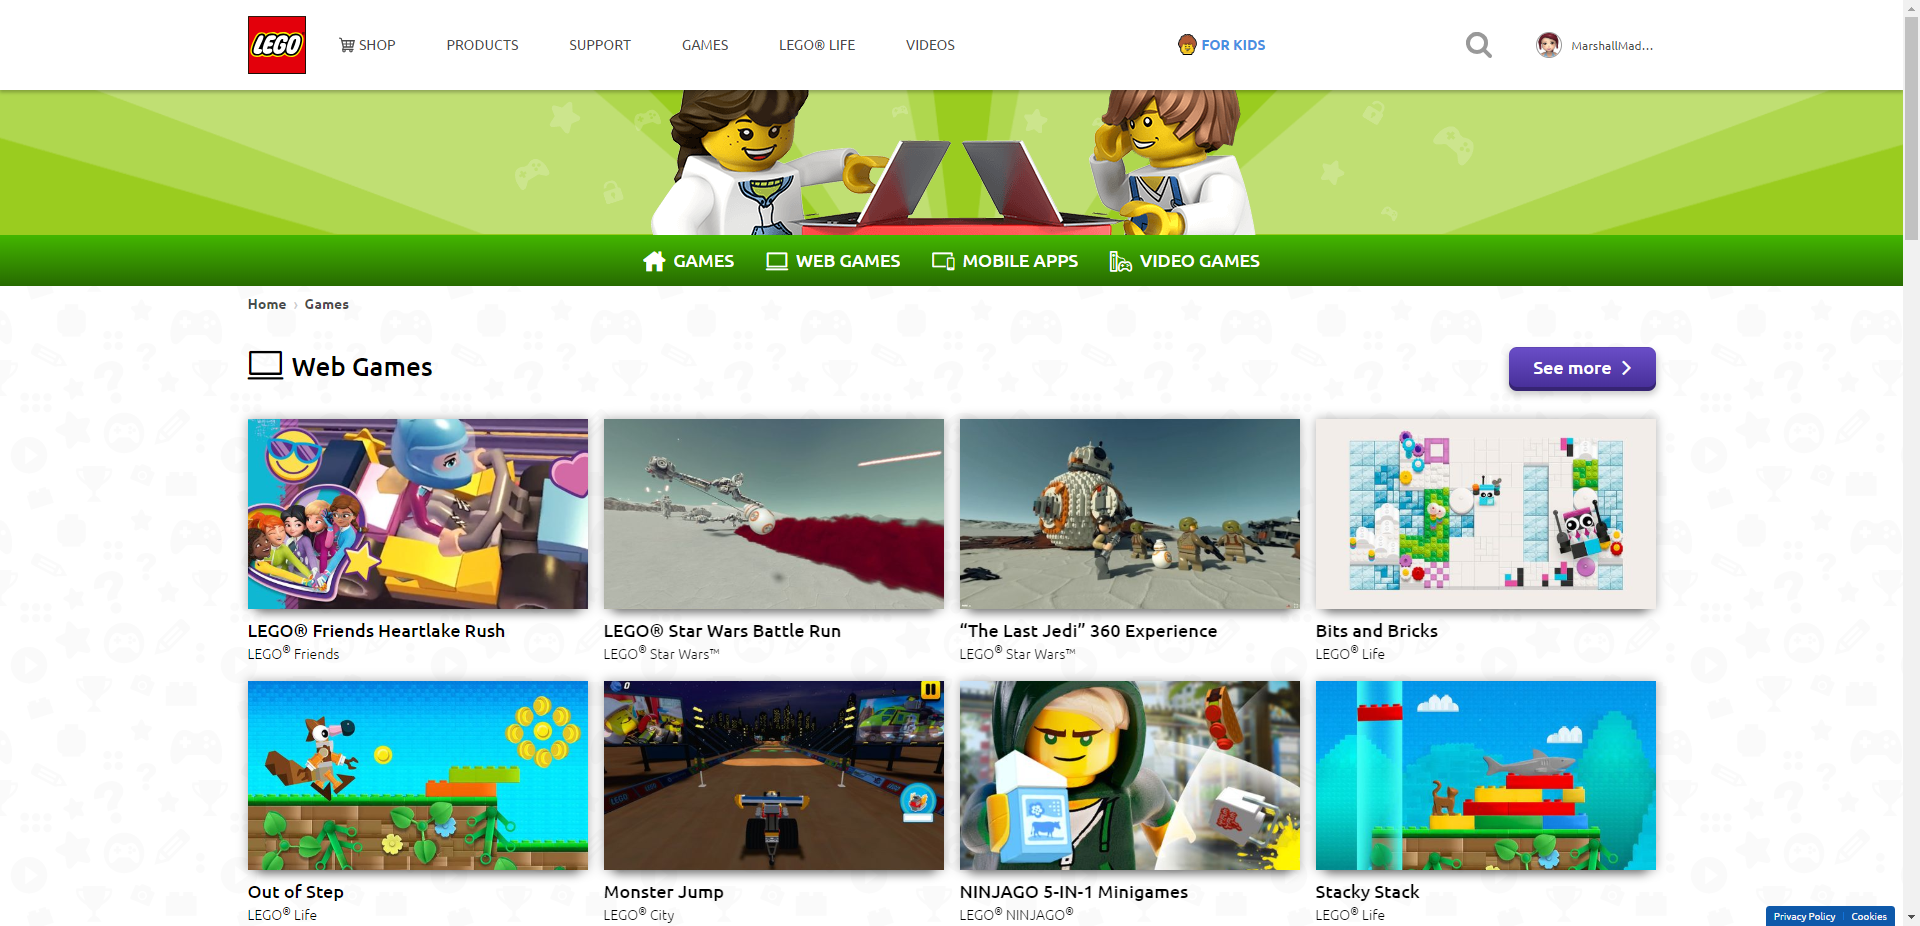 LEGO
SHOP
PRODUCTS
SUPPORT
GAMES
LEGO® LIFE
VIDEOS
FOR KIDS
MarshallMad...
GAMES
WEB GAMES
MOBILE APPS
VIDEO GAMES
Home › Games
Web Games
See more
LEGO® Friends Heartlake Rush
LEGO® Friends
LEGO® Star Wars Battle Run
LEGO® Star Wars™
“The Last Jedi” 360 Experience
LEGO® Star Wars™
Bits and Bricks
LEGO® Life
0
Out of Step
LEGO® Life
Monster Jump
LEGO® City
NINJAGO 5-IN-1 Minigames
LEGO® NINJAGO®
Stacky Stack
LEGO® Life
Privacy Policy
Cookies